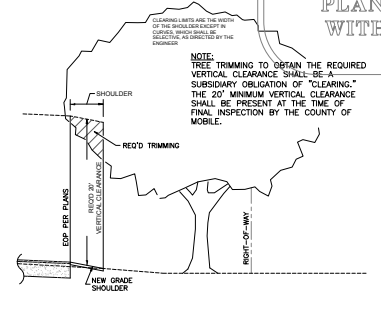 PLAN
WITH
CLEARING LIMITS ARE THE WIDTH
OF THE SHOULDER EXCEPT IN
CURVES, WHICH SHALL BE
SELECTIVE, AS DIRECTED BY THE
ENGINEER
NOTE:
TREE TRIMMING TO OBTAIN THE REQUIRED
VERTICAL CLEARANCE SHALL BE A
SUBSIDIARY OBLIGATION OF "CLEARING."
THE 20' MINIMUM VERTICAL CLEARANCE
SHALL BE PRESENT AT THE TIME OF
FINAL INSPECTION BY THE COUNTY OF
MOBILE.
SHOULDER
REQ'D TRIMMING
EOP PER PLANS
REQ'D 20'
VERTICAL CLEARANCE
RIGHT-OF-WAY
NEW GRADE
SHOULDER